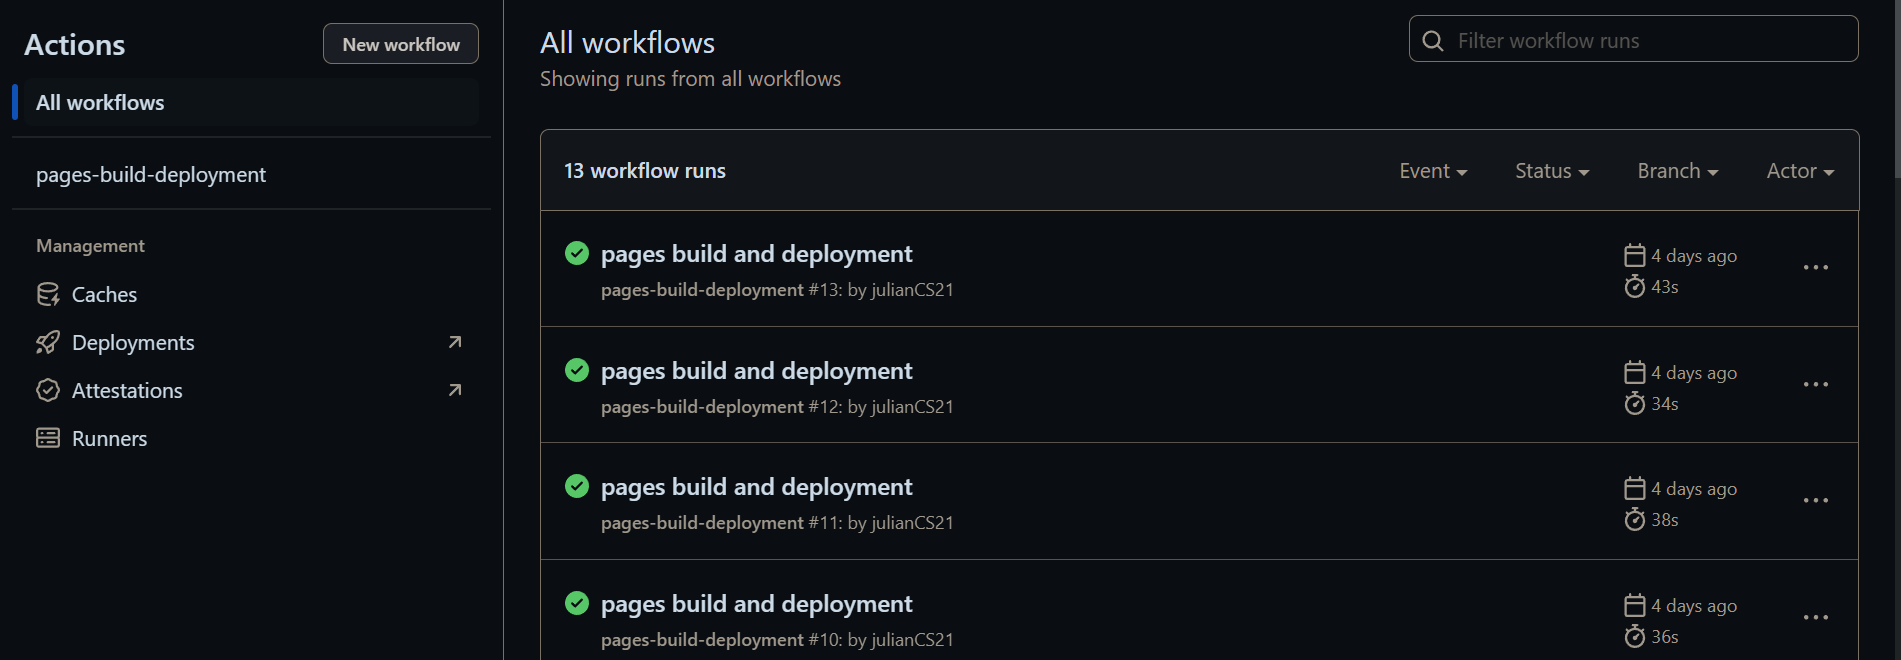 Actions
New workflow
All workflows
pages-build-deployment
Management
Caches
Deployments
Attestations
Runners
All workflows
Showing runs from all workflows
Filter workflow runs
13 workflow runs
Event
Status
Branch
Actor
pages build and deployment
pages-build-deployment #13: by julianCS21
4 days ago
43s
pages build and deployment
pages-build-deployment #12: by julianCS21
4 days ago
34s
pages build and deployment
pages-build-deployment #11: by julianCS21
4 days ago
38s
pages build and deployment
pages-build-deployment #10: by julianCS21
4 days ago
36s